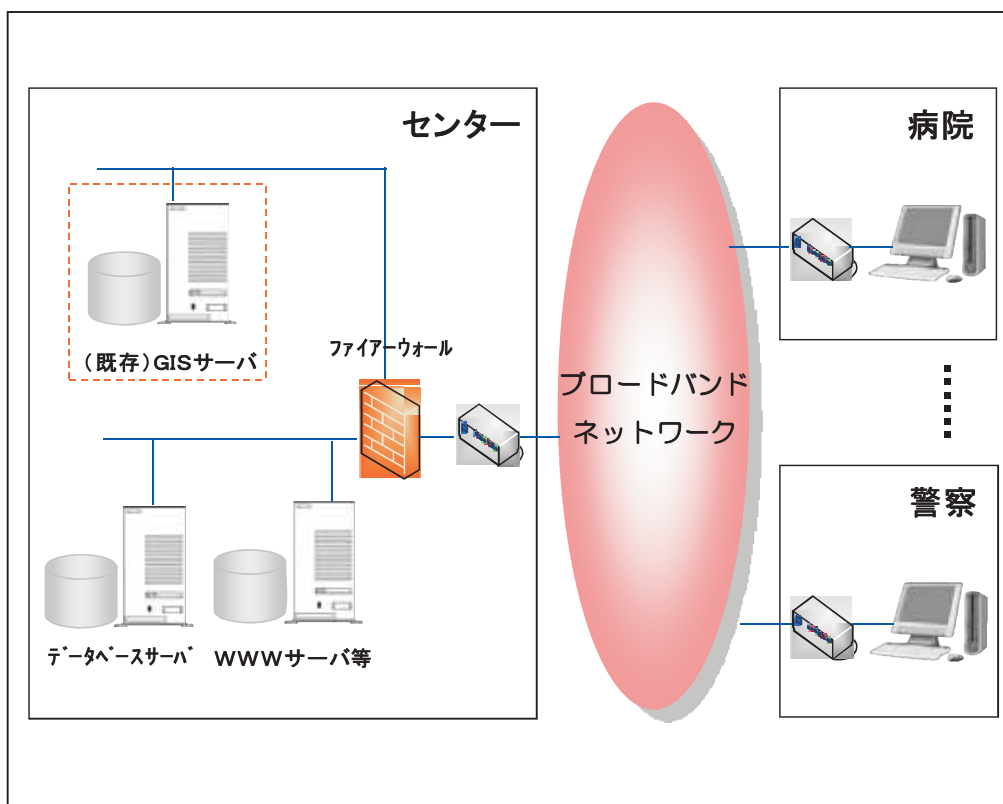 センター
病院
(既存)GISサーバ
ファイアーウォール
ブロードバンド
ネットワーク
警察
データベースサーバ
WWWサーバ等